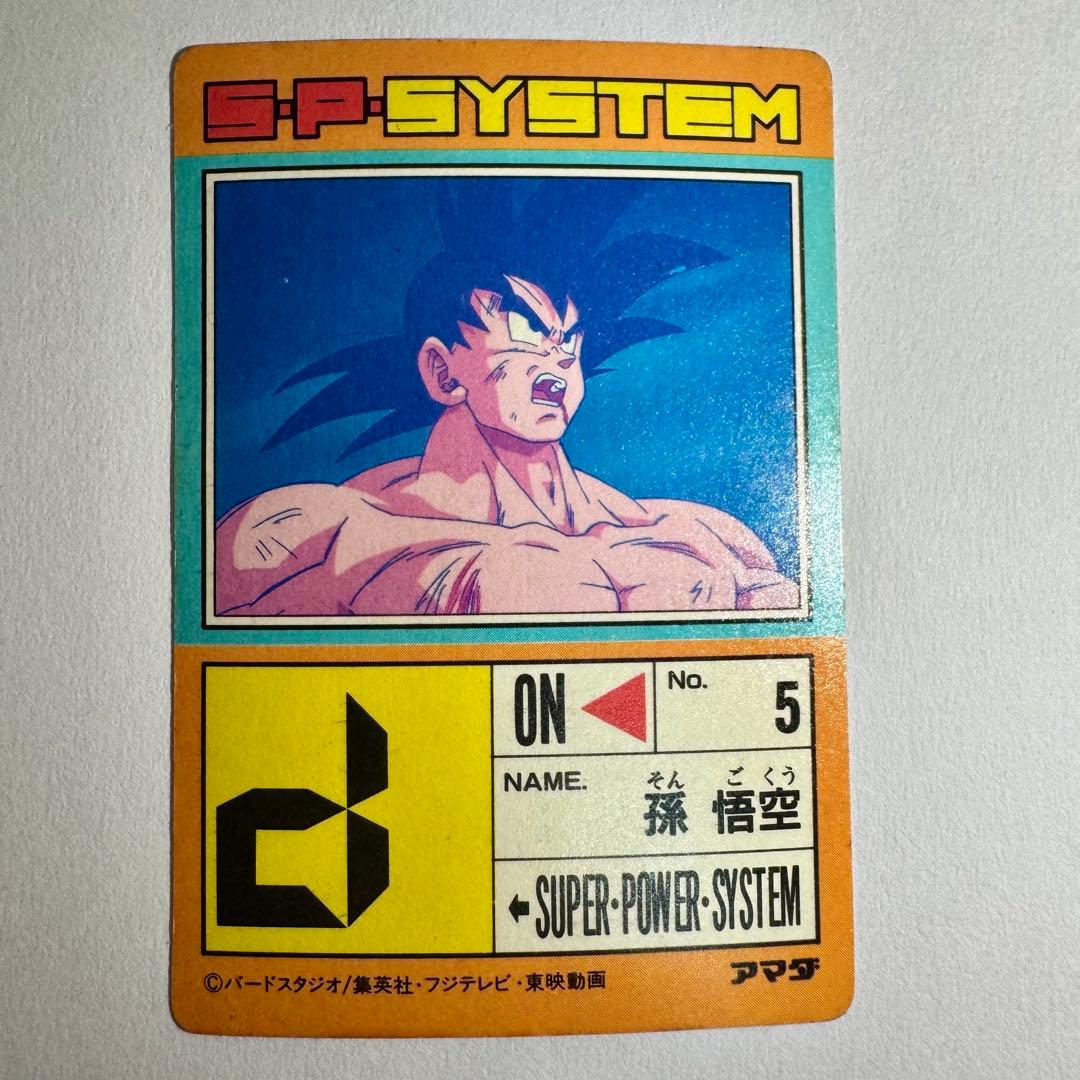 S·P·SYSTEM
ON
No. 5
NAME.
そん ご くう
孫 悟空
←SUPER·POWER·SYSTEM
©バードスタジオ/集英社・フジテレビ・東映動画
アマダ